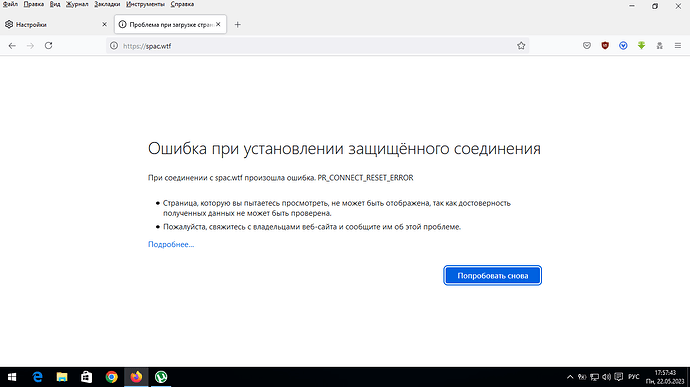 Файл Правка Вид Журнал Закладки Инструменты Справка
Настройки
Проблема при загрузке стран
https://spac.wtf
Ошибка при установлении защищённого соединения
При соединении с spac.wtf произошла ошибка. PR_CONNECT_RESET_ERROR
Страница, которую вы пытаетесь просмотреть, не может быть отображена, так как достоверность
полученных данных не может быть проверена.
Пожалуйста, свяжитесь с владельцами веб-сайта и сообщите им об этой проблеме.
Подробнее...
Попробовать снова
РУС
17:57:43
Пн, 22.05.2023